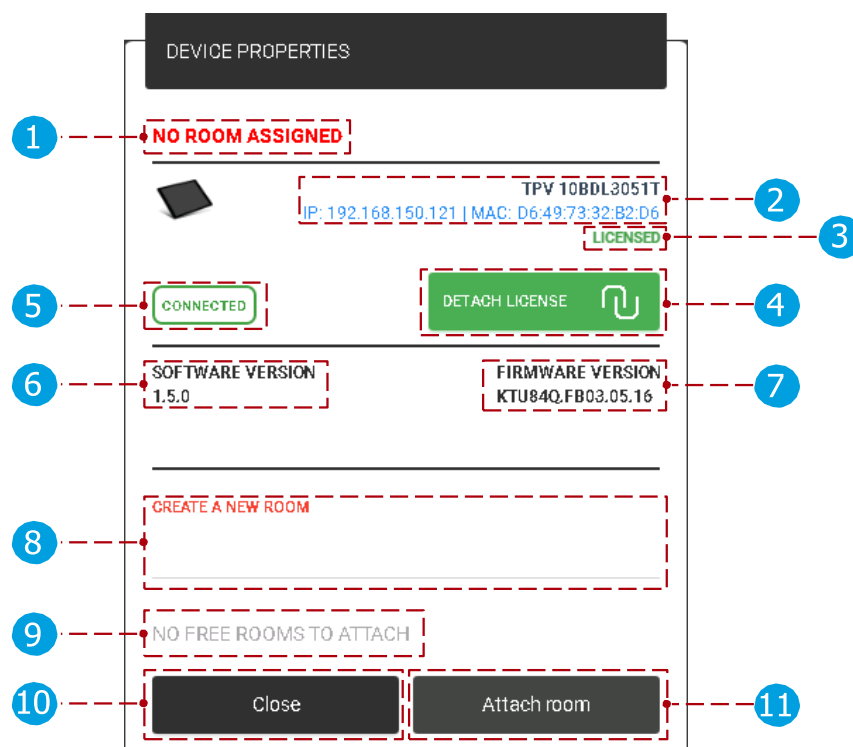 DEVICE PROPERTIES
1
NO ROOM ASSIGNED
TPV 10BDL3051T
2
IP: 192.168.150.121 | MAC: D6:49:73:32:B2:D6
LICENSED
3
5
CONNECTED
DETACH LICENSE
4
6
SOFTWARE VERSION
1.5.0
FIRMWARE VERSION
KTU84Q.FB03.05.16
7
8
CREATE A NEW ROOM
9
NO FREE ROOMS TO ATTACH
10
Close
Attach room
11